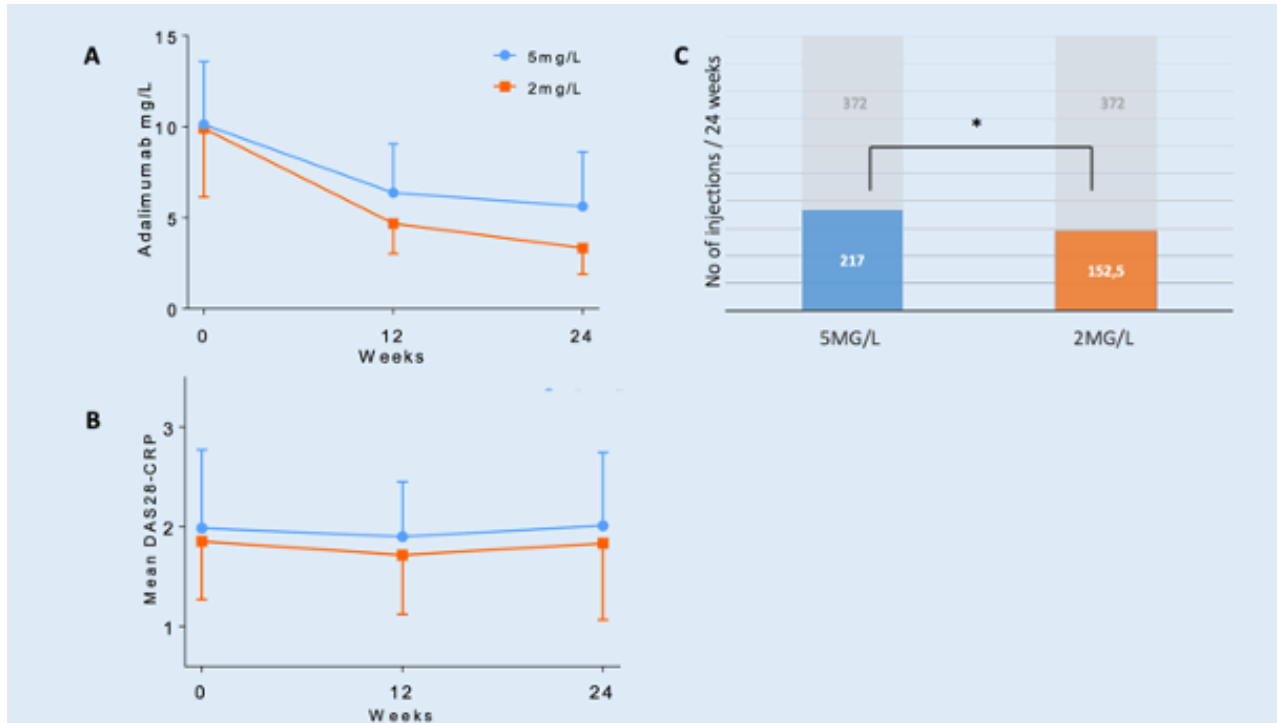 A
Adalimumab mg/L
15
10
5
0
5mg/L
2mg/L
0 12 24
Weeks
B
Mean DAS28-CRP
3
2
1
0 12 24
Weeks
C
No of injections / 24 weeks
372 372
*
217
152,5
5MG/L 2MG/L